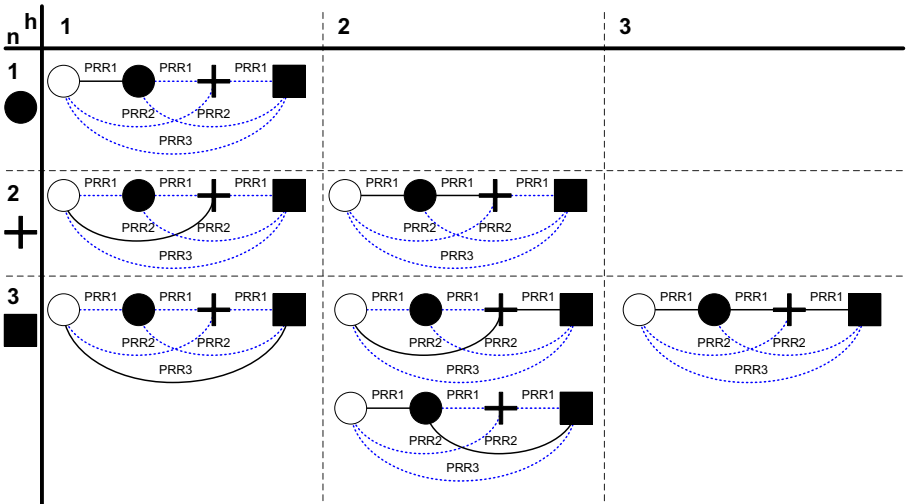 n h 1 2 3
1 PRR1 PRR1 PRR1
PRR2 PRR2
PRR3
2 PRR1 PRR1 PRR1 PRR1 PRR1 PRR1
PRR2 PRR2 PRR2 PRR2
PRR3 PRR3
3 PRR1 PRR1 PRR1 PRR1 PRR1 PRR1 PRR1 PRR1 PRR1
PRR2 PRR2 PRR2 PRR2 PRR2 PRR2
PRR3 PRR3 PRR3
PRR1 PRR1 PRR1
PRR2 PRR2
PRR3